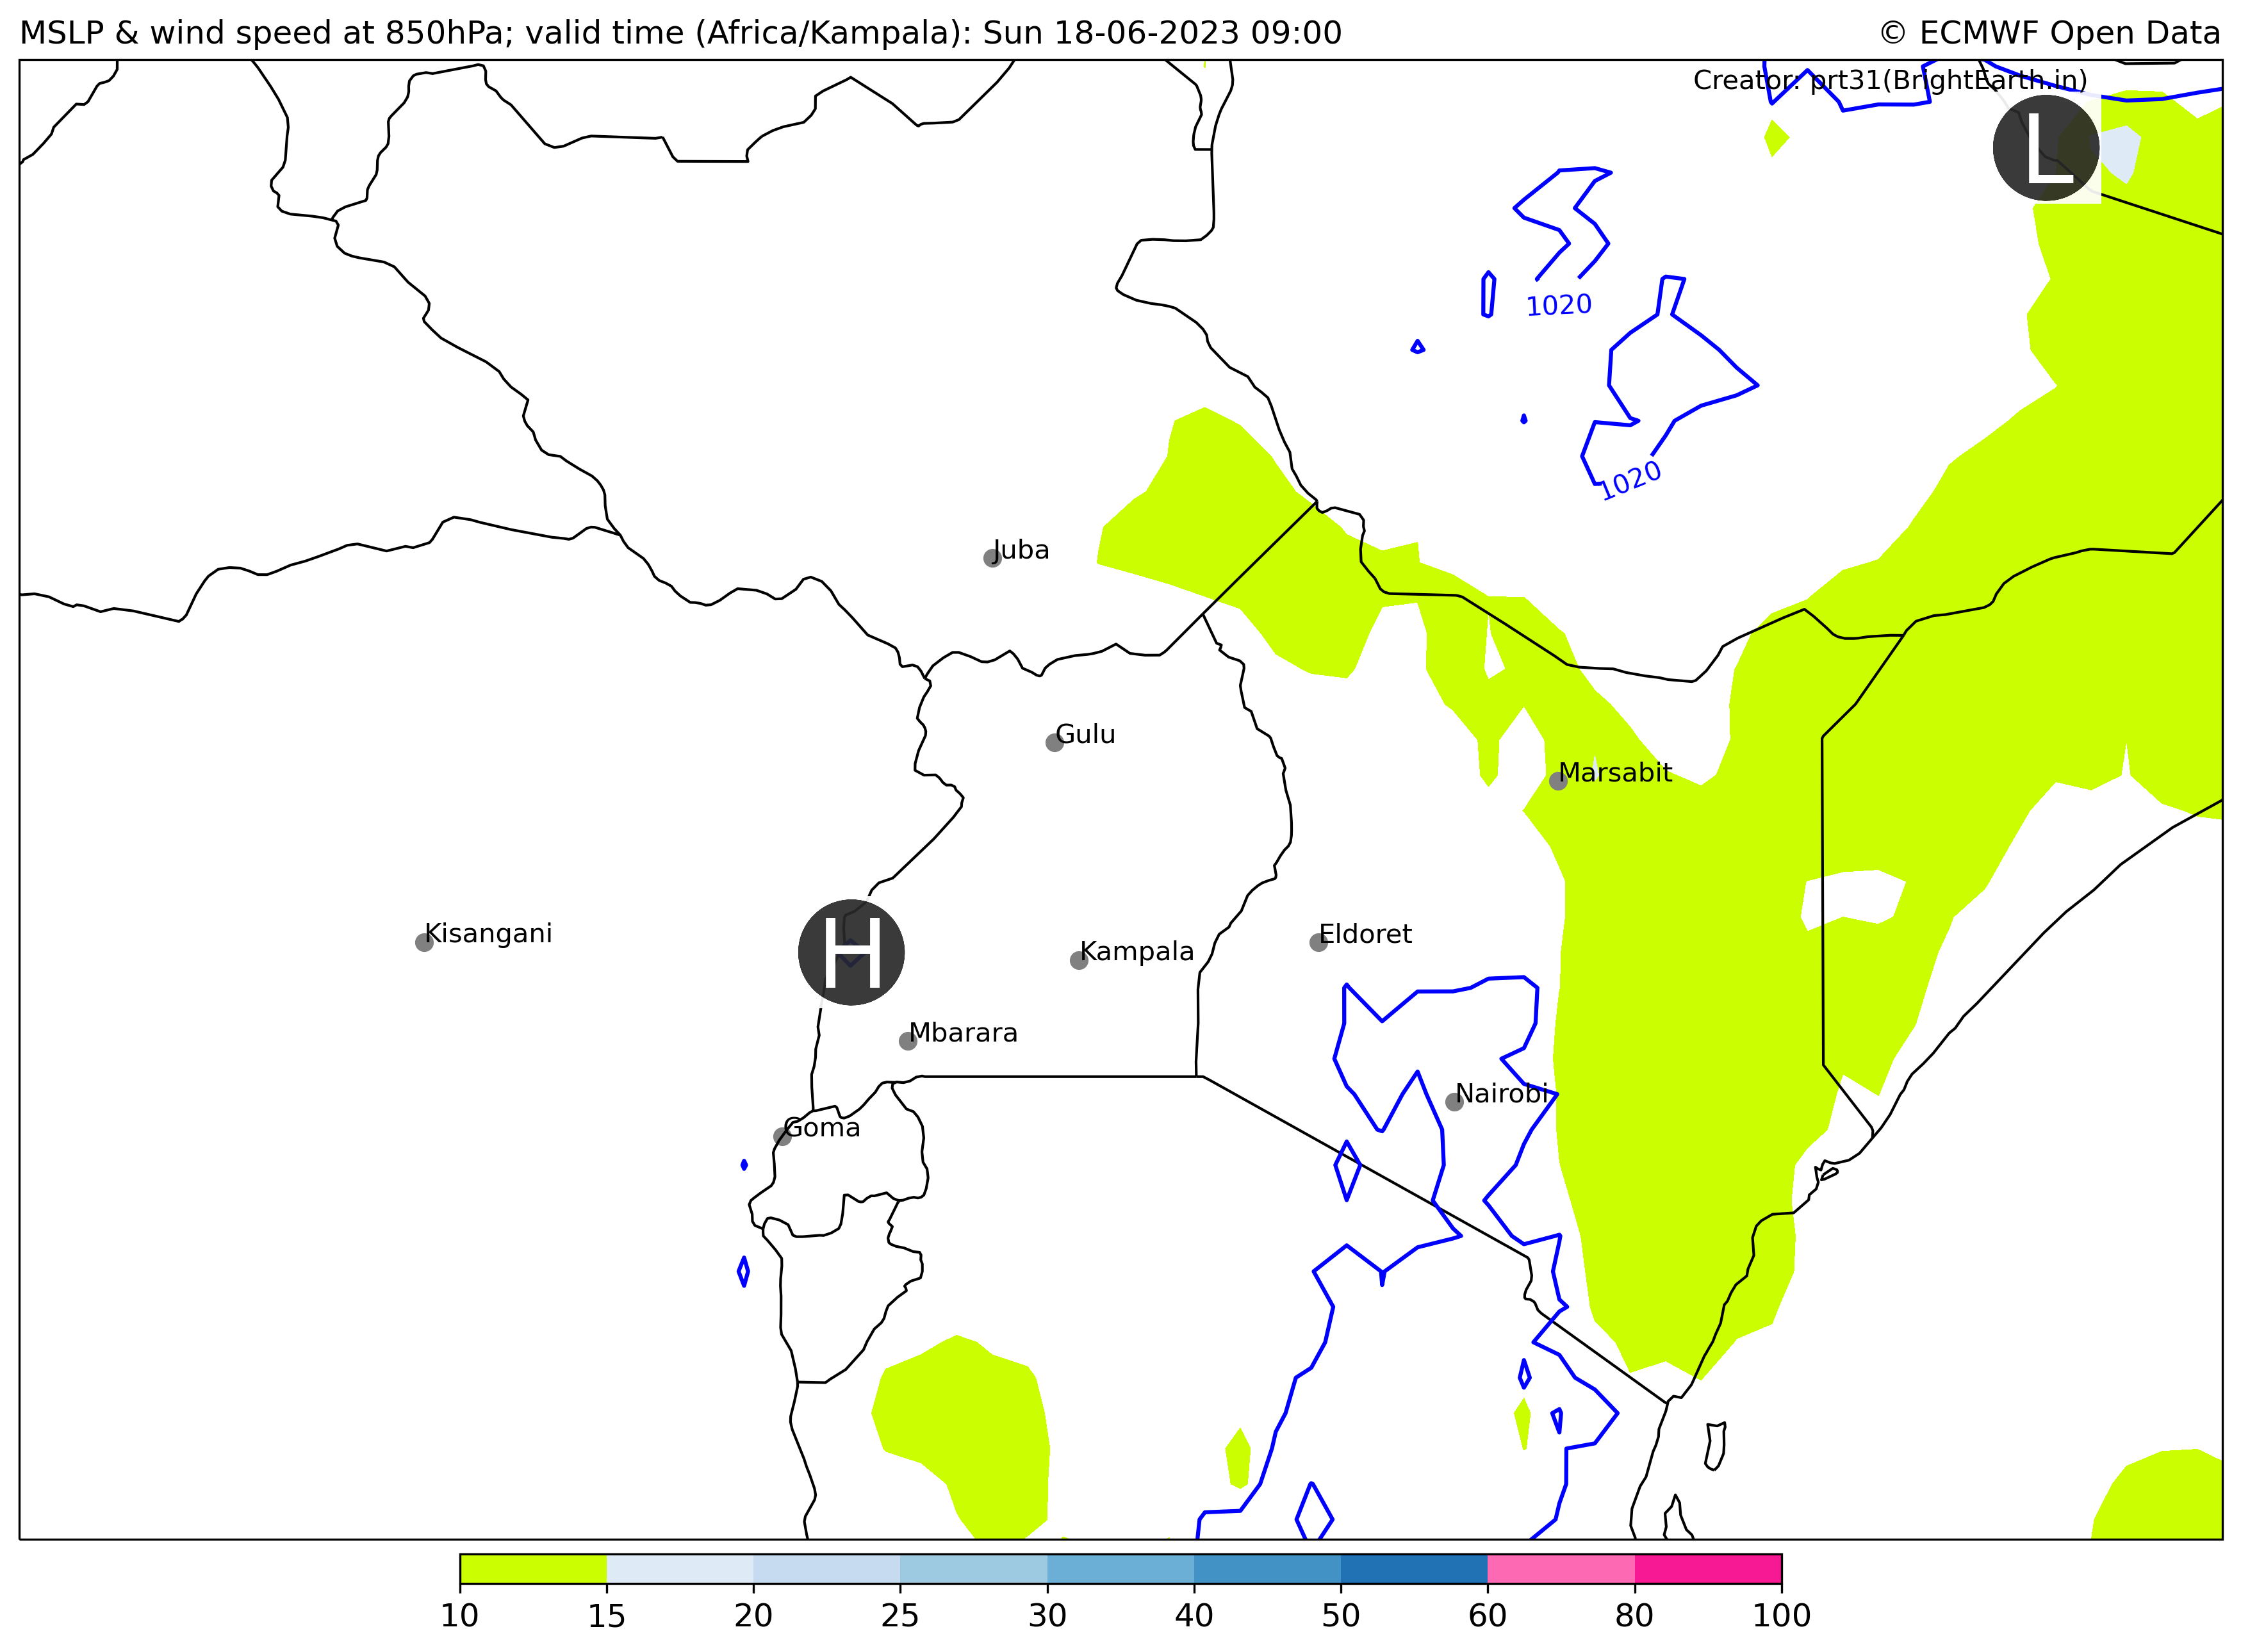 MSLP & wind speed at 850hPa; valid time (Africa/Kampala): Sun 18-06-2023 09:00
© ECMWF Open Data
Creator: prt31(BrightEarth.in)
L
1020
1020
Juba
Gulu
Marsabit
Kisangani
H
Kampala
Eldoret
Mbarara
Nairobi
Goma
10 15 20 25 30 40 50 60 80 100